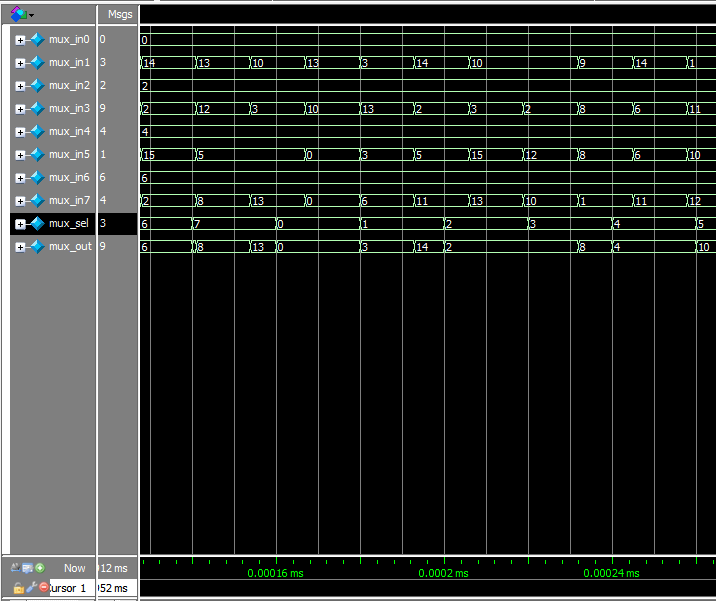 Msgs
mux_in0 0 0
mux_in1 3 14 13 10 13 3 14 10 9 14 1
mux_in2 2 2
mux_in3 9 2 12 3 10 13 2 3 2 8 6 11
mux_in4 4 4
mux_in5 1 15 5 0 3 5 15 12 8 6 10
mux_in6 6 6
mux_in7 4 2 8 13 0 6 11 13 10 1 11 12
mux_sel 3 6 7 0 1 2 3 4 5
mux_out 9 6 8 13 0 3 14 2 8 4 10
Now 12 ms 0.00016 ms 0.0002 ms 0.00024 ms
ursor 1 52 ms